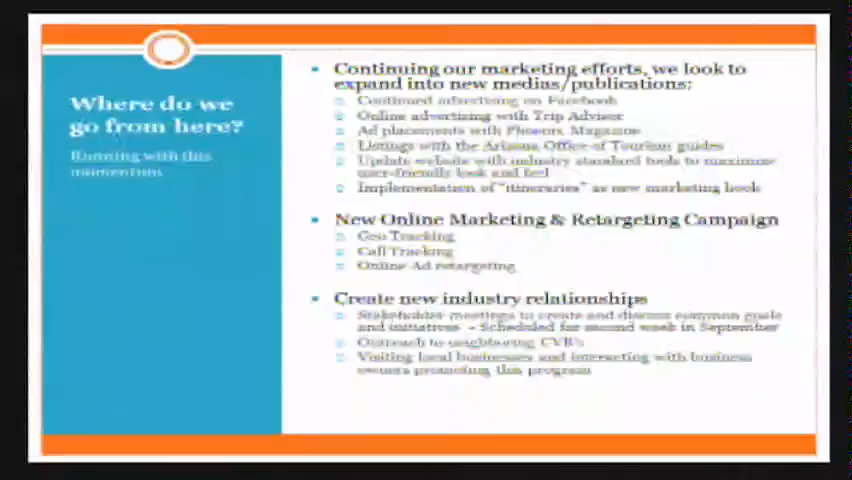 Where do we
go from here?
Running with this
momentum
Continuing our marketing efforts, we look to
expand into new medias/publications:
Continued advertising on Facebook
Online advertising with Trip Advisor
Ad placements with Phoenix Magazine
Listings with the Arizona Office of Tourism guides
Update website with industry standard tools to maximize
user-friendly look and feel
Implementation of "itineraries" as new marketing hook
New Online Marketing & Retargeting Campaign
Geo Tracking
Call Tracking
Online Ad retargeting
Create new industry relationships
Stakeholder meetings to create and discuss common goals
and initiatives - Scheduled for second week in September
Outreach to neighboring CVB's
Visiting local businesses and interacting with business
owners promoting this program